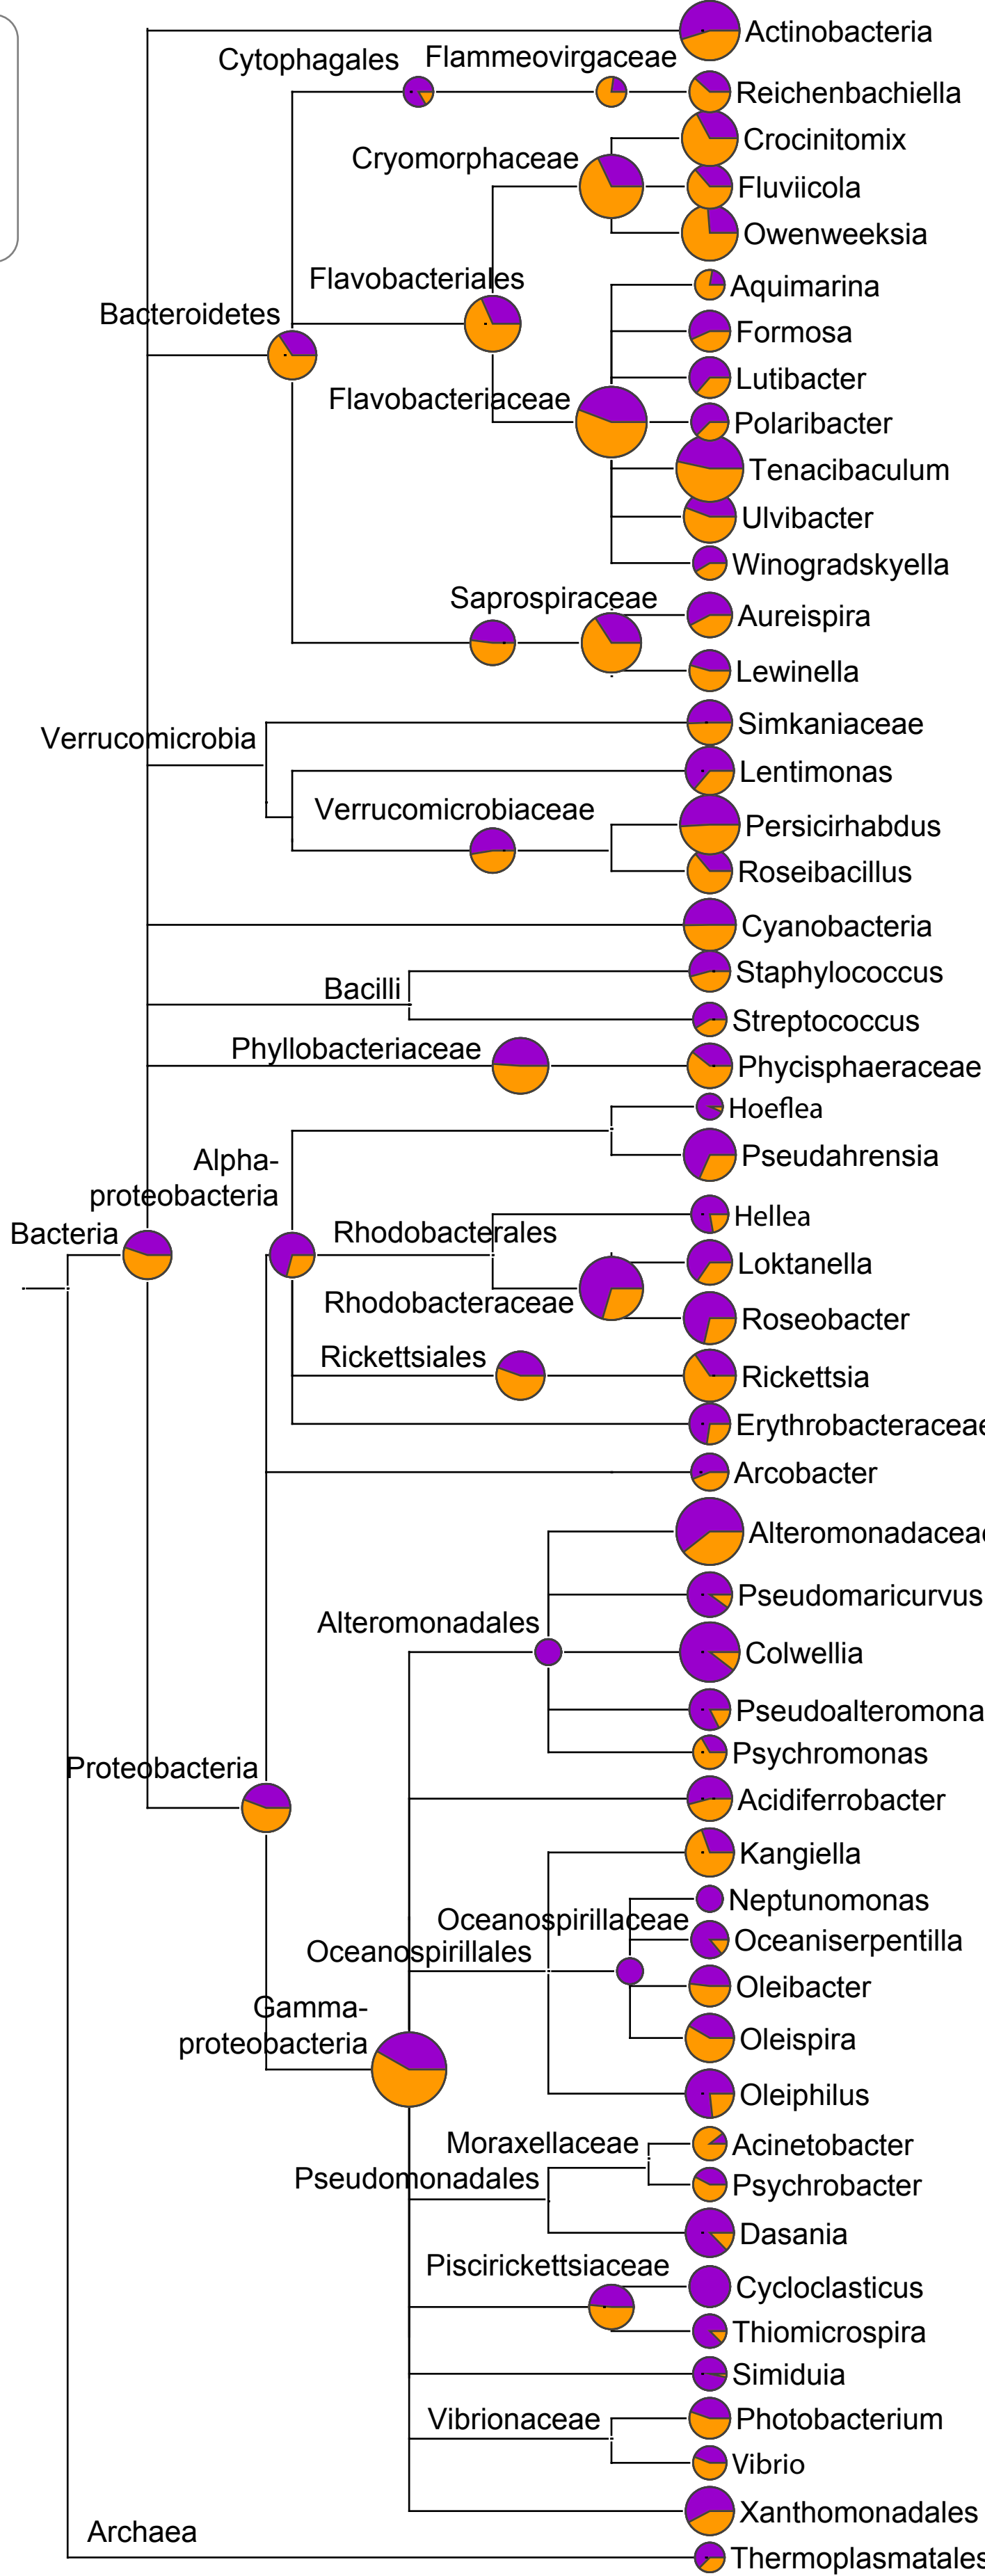 Actinobacteria
Cytophagales
Flammeovirgaceae
Reichenbachiella
Crocinitomix
Cryomorphaceae
Fluviicola
Owenweeksia
Flavobacteriales
Aquimarina
Bacteroidetes
Formosa
Lutibacter
Flavobacteriaceae
Polaribacter
Tenacibaculum
Ulvibacter
Winogradskyella
Saprospiraceae
Aureispira
Lewinella
Simkaniaceae
Verrucomicrobia
Lentimonas
Verrucomicrobiaceae
Persicirhabdus
Roseibacillus
Cyanobacteria
Staphylococcus
Bacilli
Streptococcus
Phyllobacteriaceae
Phycisphaeraceae
Hoeflea
Alpha-
proteobacteria
Pseudahrensia
Hellea
Bacteria
Rhodobacterales
Loktanella
Rhodobacteraceae
Roseobacter
Rickettsiales
Rickettsia
Erythrobacteraceae
Arcobacter
Alteromonadaceae
Pseudomaricurvus
Alteromonadales
Colwellia
Pseudoalteromona
Psychromonas
Proteobacteria
Acidiferrobacter
Kangiella
Neptunomonas
Oceanospirillaceae
Oceaniserpentilla
Oceanospirillales
Oleibacter
Gamma-
proteobacteria
Oleispira
Oleiphilus
Moraxellaceae
Acinetobacter
Pseudomonadales
Psychrobacter
Dasania
Piscirickettsiaceae
Cycloclasticus
Thiomicrospira
Simiduia
Vibrionaceae
Photobacterium
Vibrio
Xanthomonadales
Archaea
Thermoplasmatales